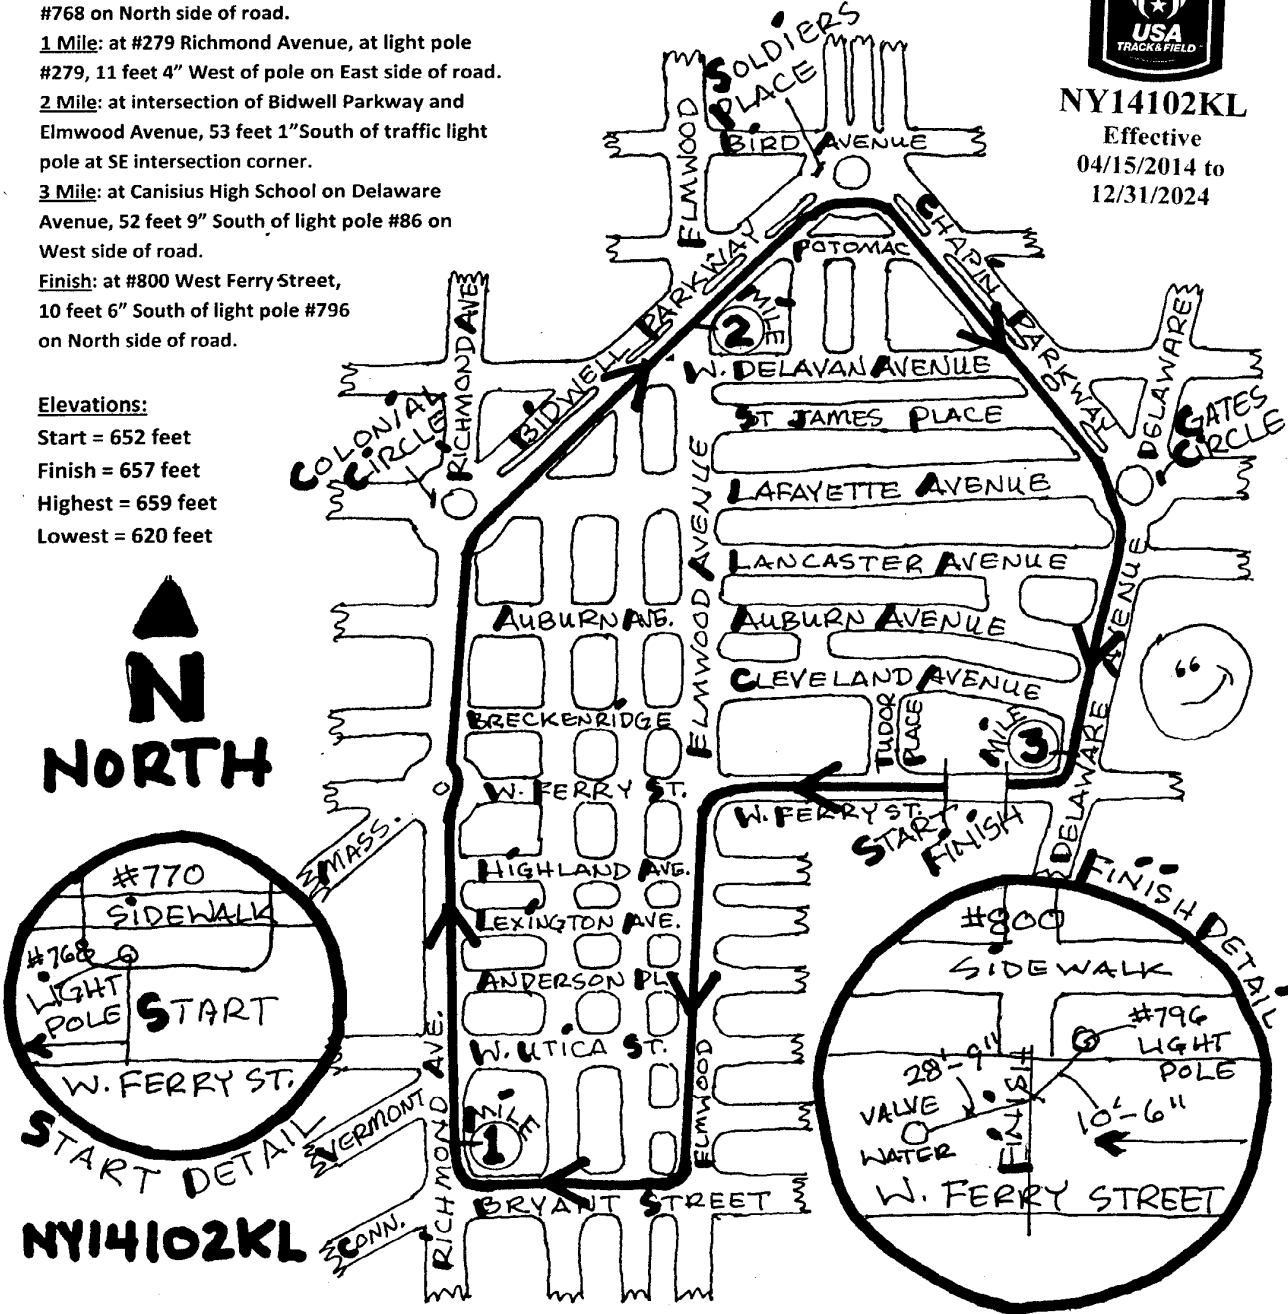 #768 on North side of road.
1 Mile: at #279 Richmond Avenue, at light pole
#279, 11 feet 4” West of pole on East side of road.
2 Mile: at intersection of Bidwell Parkway and
Elmwood Avenue, 53 feet 1”South of traffic light
pole at SE intersection corner.
3 Mile: at Canisius High School on Delaware
Avenue, 52 feet 9” South of light pole #86 on
West side of road.
Finish: at #800 West Ferry Street,
10 feet 6” South of light pole #796
on North side of road.
Elevations:
Start = 652 feet
Finish = 657 feet
Highest = 659 feet
Lowest = 620 feet
USA
TRACK & FIELD
NY14102KL
Effective
04/15/2014 to
12/31/2024
SOLDIERS
PLACE
BIRD AVENUE
ELMWOOD
POTOMAC
CHAPIN PARKWAY
BIDWELL PARKWAY
MILE
2
W. DELAVAN AVENUE
ST JAMES PLACE
DELAWARE
GATES
CIRCLE
RICHMOND AVE
COLONIAL
CIRCLE
LAFAYETTE AVENUE
LANCASTER AVENUE
ELMWOOD AVENUE
AUBURN AVE.
AUBURN AVENUE
CLEVELAND AVENUE
ELMWOOD AVENUE
DELAWARE AVENUE
BRECKENRIDGE
TUDOR
PLACE
MILE
3
W. FERRY ST.
W. FERRY ST.
START
FINISH
DELAWARE
N
NORTH
MASS.
HIGHLAND AVE.
LEXINGTON AVE.
ANDERSON PL.
W. UTICA ST.
RICHMOND AVE.
ELMWOOD
MILE
1
BRYANT STREET
VERMONT
CONN.
#770
SIDEWALK
#768
LIGHT
POLE
START
W. FERRY ST.
START DETAIL
NY14102KL
FINISH DETAIL
#800
SIDEWALK
#796
LIGHT
POLE
28'-9"
10'-6"
VALVE
WATER
FINISH
W. FERRY STREET